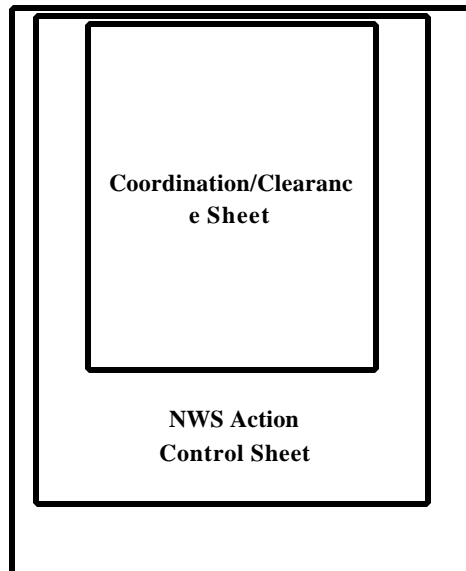 Coordination/Clearanc
e Sheet
NWS Action
Control Sheet